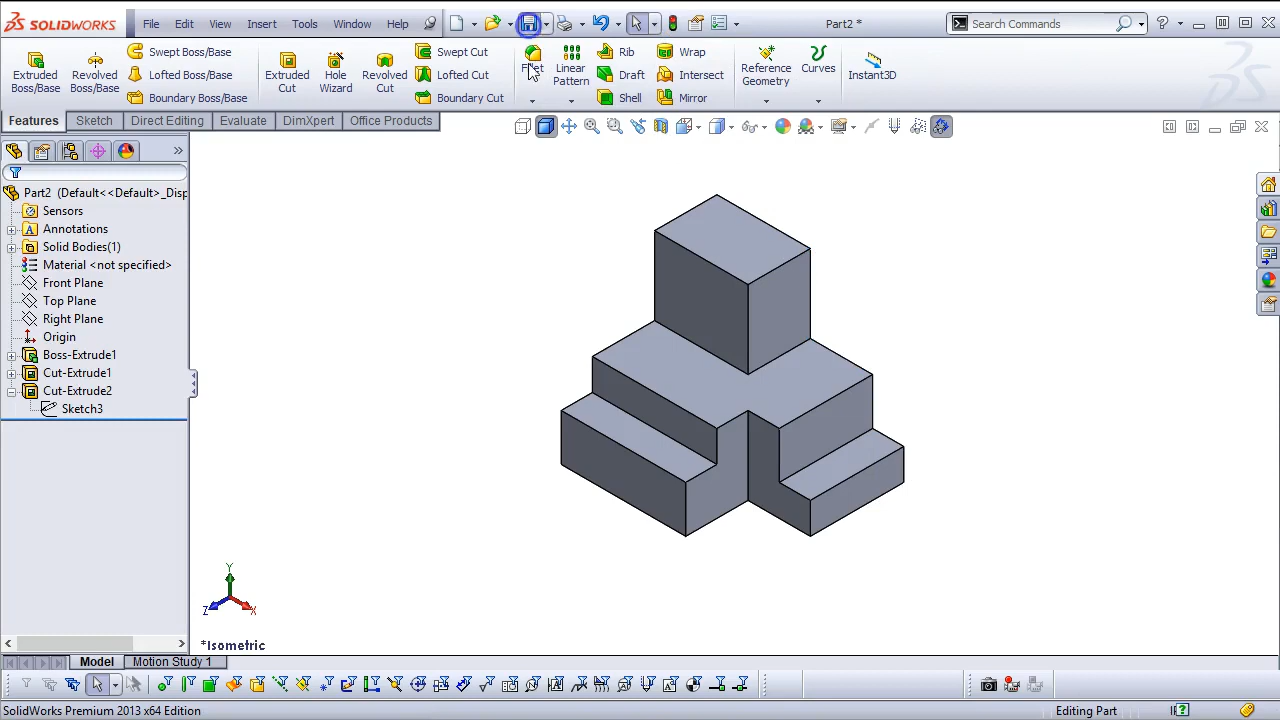 SOLIDWORKS File Edit View Insert Tools Window Help Part2 * Search Commands
Extruded Boss/Base Revolved Boss/Base Swept Boss/Base Lofted Boss/Base Boundary Boss/Base Extruded Cut Hole Wizard Revolved Cut Swept Cut Lofted Cut Boundary Cut Fillet Linear Pattern Rib Draft Shell Wrap Intersect Mirror Reference Geometry Curves Instant3D
Features Sketch Direct Editing Evaluate DimXpert Office Products
Part2 (Default<<Default>_Disp
Sensors
Annotations
Solid Bodies(1)
Material <not specified>
Front Plane
Top Plane
Right Plane
Origin
Boss-Extrude1
Cut-Extrude1
Cut-Extrude2
Sketch3
Y
Z X
*Isometric
Model Motion Study 1
SolidWorks Premium 2013 x64 Edition Editing Part